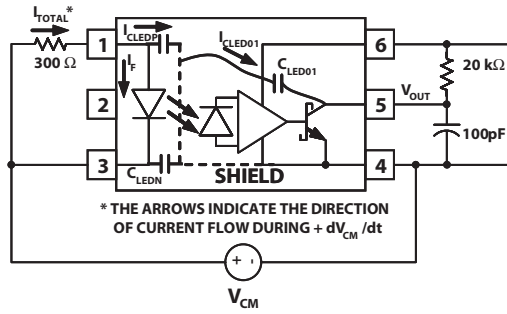 I_TOTAL*
300 Ω
1
I_CLEDP
I_F
2
3
C_LEDN
I_CLED01
C_LED01
SHIELD
6
5
4
V_OUT
20 kΩ
100pF
* THE ARROWS INDICATE THE DIRECTION
OF CURRENT FLOW DURING + dV_CM /dt
+ -
V_CM